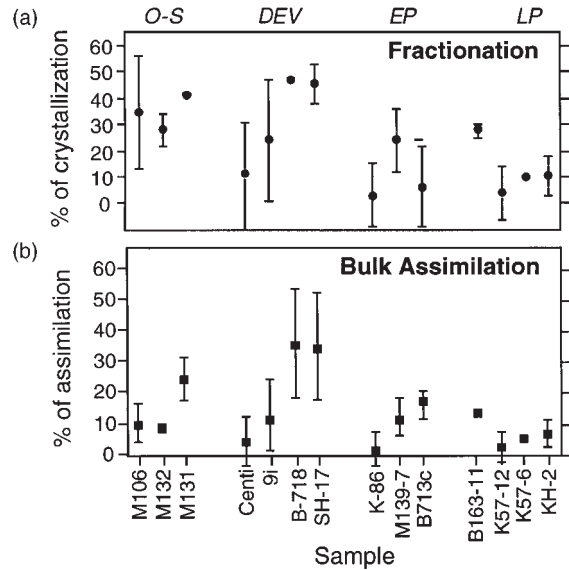 (a)
O-S DEV EP LP
Fractionation
% of crystallization
60
50
40
30
20
10
0
(b)
Bulk Assimilation
% of assimilation
60
50
40
30
20
10
0
M106
M132
M131
Centi
9i
B-718
SH-17
K-86
M139-7
B713c
B163-11
K57-12
K57-6
KH-2
Sample